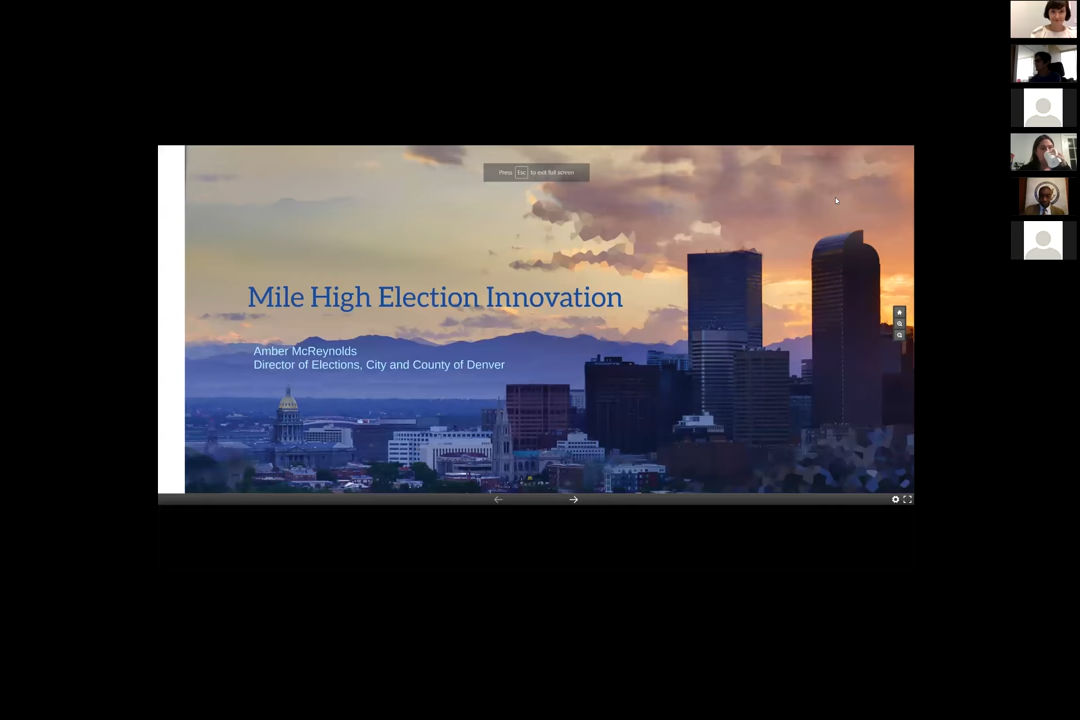 Press Esc to exit full screen
Mile High Election Innovation
Amber McReynolds
Director of Elections, City and County of Denver